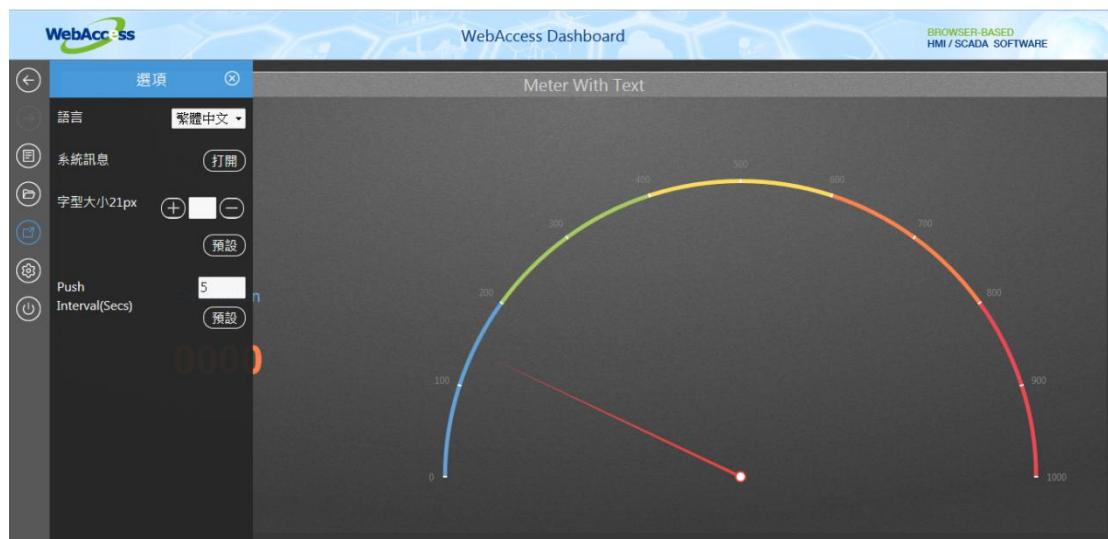 WebAccess
WebAccess Dashboard
BROWSER-BASED
HMI / SCADA SOFTWARE
選項
Meter With Text
語言
繁體中文
系統訊息
打開
字型大小21px
預設
Push
Interval(Secs)
5
預設
n
0000
0
100
200
300
400
500
600
700
800
900
1000